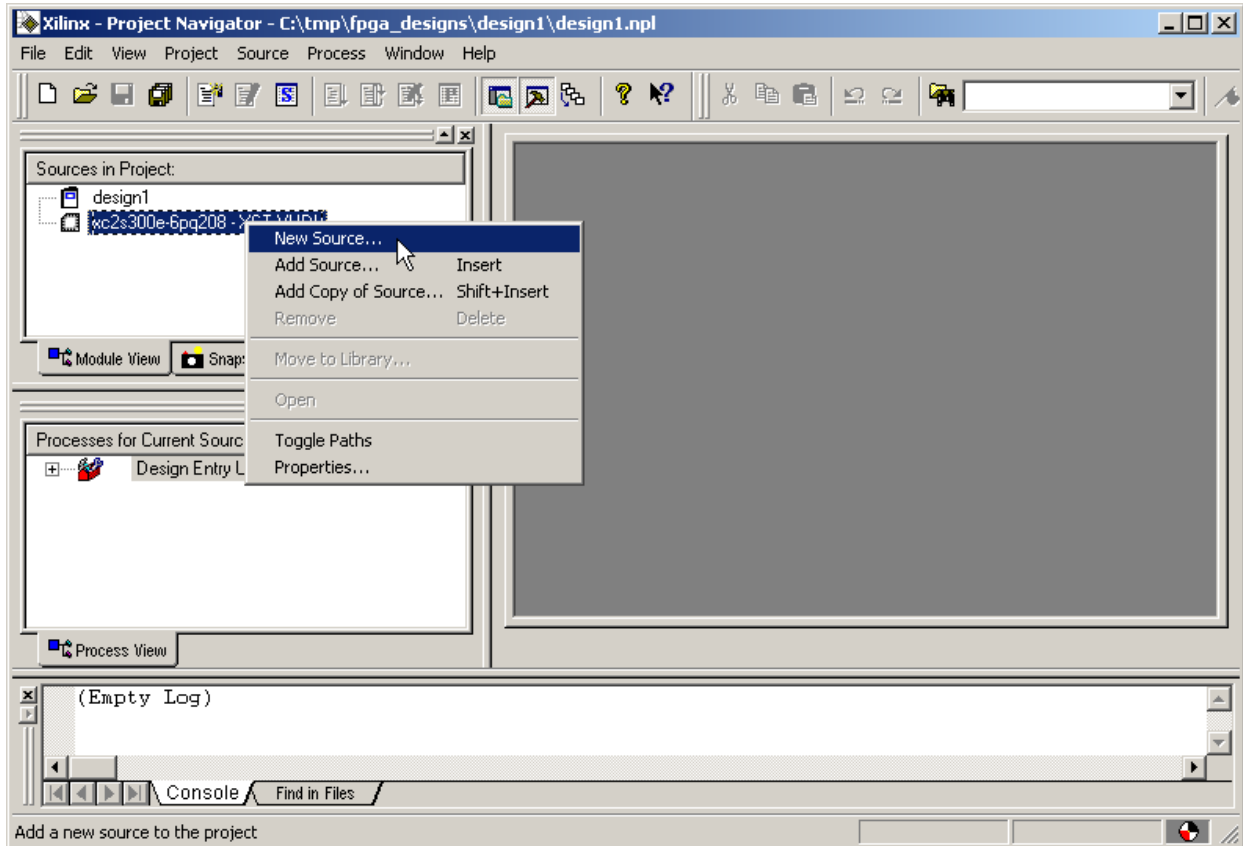 Xilinx - Project Navigator - C:\tmp\fpga_designs\design1\design1.npl
File Edit View Project Source Process Window Help
Sources in Project:
design1
xc2s300e-6pq208 - XST VHDL
New Source...
Add Source... Insert
Add Copy of Source... Shift+Insert
Remove Delete
Move to Library...
Open
Toggle Paths
Properties...
Module View Snap
Processes for Current Sourc
Design Entry U
Process View
(Empty Log)
Console Find in Files
Add a new source to the project